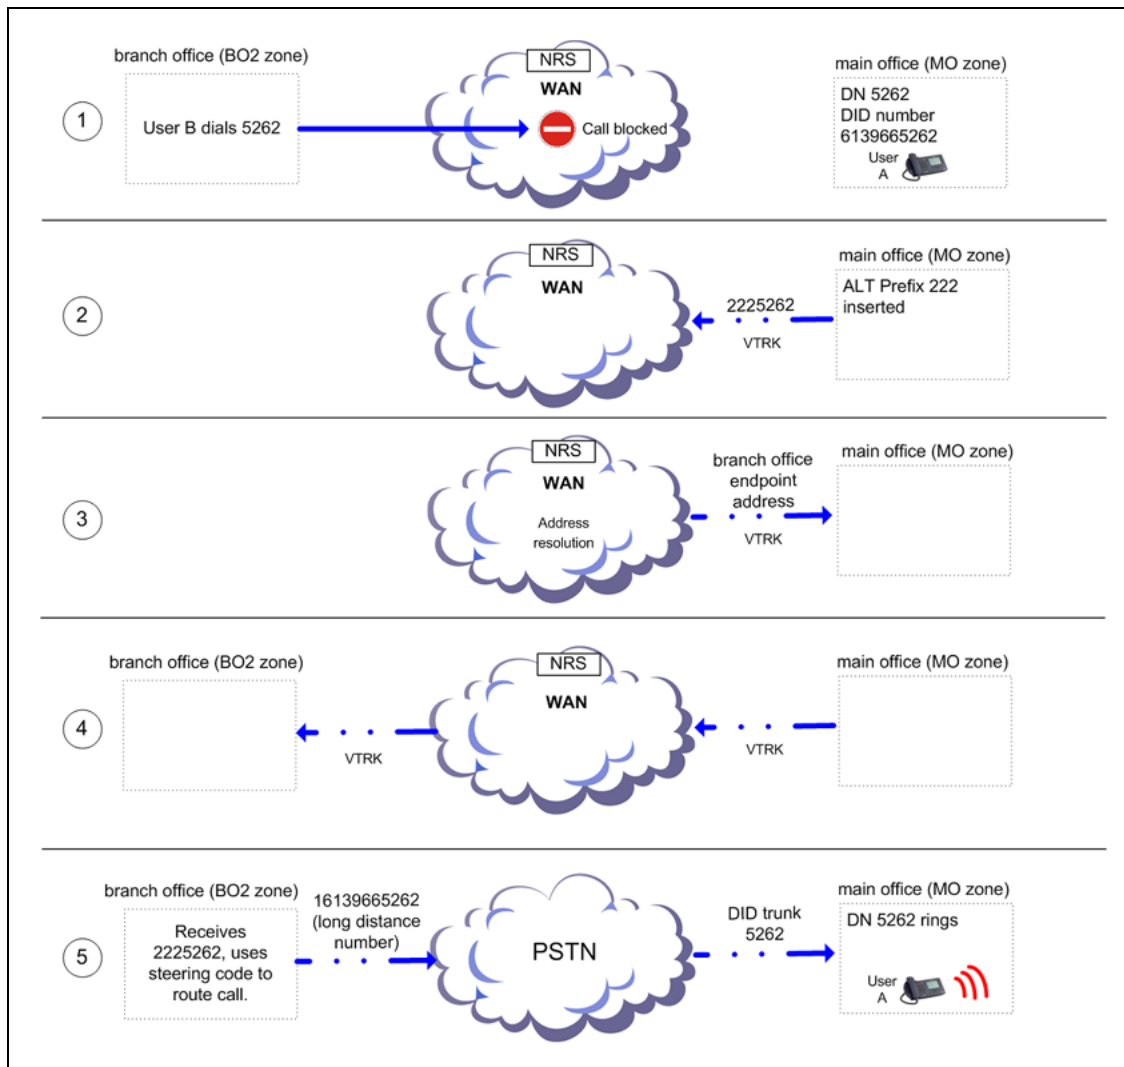 branch office (BO2 zone)
NRS
WAN
main office (MO zone)
1
User B dials 5262
Call blocked
DN 5262
DID number
6139665262
User
A
NRS
WAN
main office (MO zone)
2
2225262
VTRK
ALT Prefix 222
inserted
NRS
WAN
main office (MO zone)
3
Address
resolution
branch office
endpoint
address
VTRK
branch office (BO2 zone)
NRS
WAN
main office (MO zone)
4
VTRK
VTRK
branch office (BO2 zone)
main office (MO zone)
5
Receives
2225262, uses
steering code to
route call.
16139665262
(long distance
number)
PSTN
DID trunk
5262
DN 5262 rings
User
A